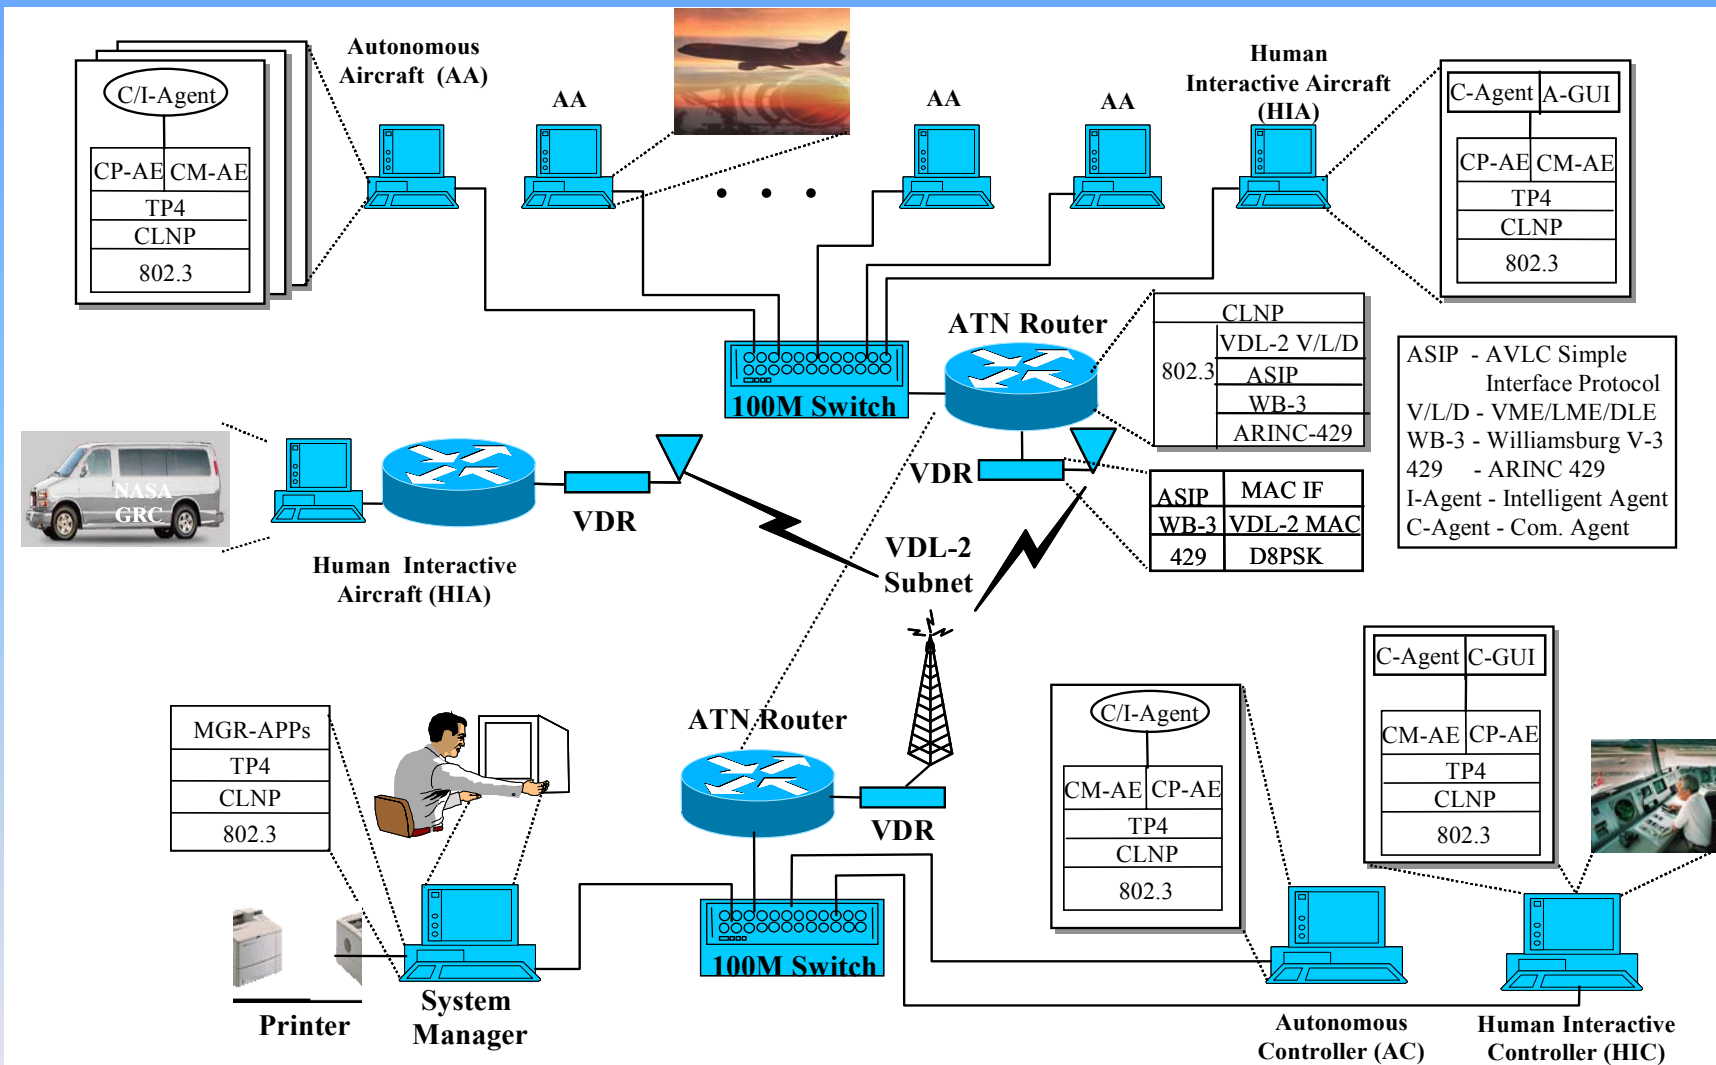 Autonomous
Aircraft (AA)
AA
AA
AA
Human
Interactive Aircraft
(HIA)
C/I-Agent
CP-AE CM-AE
TP4
CLNP
802.3
C-Agent A-GUI
CP-AE CM-AE
TP4
CLNP
802.3
100M Switch
ATN Router
CLNP
802.3
VDL-2 V/L/D
ASIP
WB-3
ARINC-429
ASIP - AVLC Simple
Interface Protocol
V/L/D - VME/LME/DLE
WB-3 - Williamsburg V-3
429 - ARINC 429
I-Agent - Intelligent Agent
C-Agent - Com. Agent
NASA
GRC
Human Interactive
Aircraft (HIA)
VDR
VDR
ASIP MAC IF
WB-3 VDL-2 MAC
429 D8PSK
VDL-2
Subnet
MGR-APPs
TP4
CLNP
802.3
ATN Router
VDR
C/I-Agent
CM-AE CP-AE
TP4
CLNP
802.3
C-Agent C-GUI
CM-AE CP-AE
TP4
CLNP
802.3
100M Switch
Printer
System
Manager
Autonomous
Controller (AC)
Human Interactive
Controller (HIC)